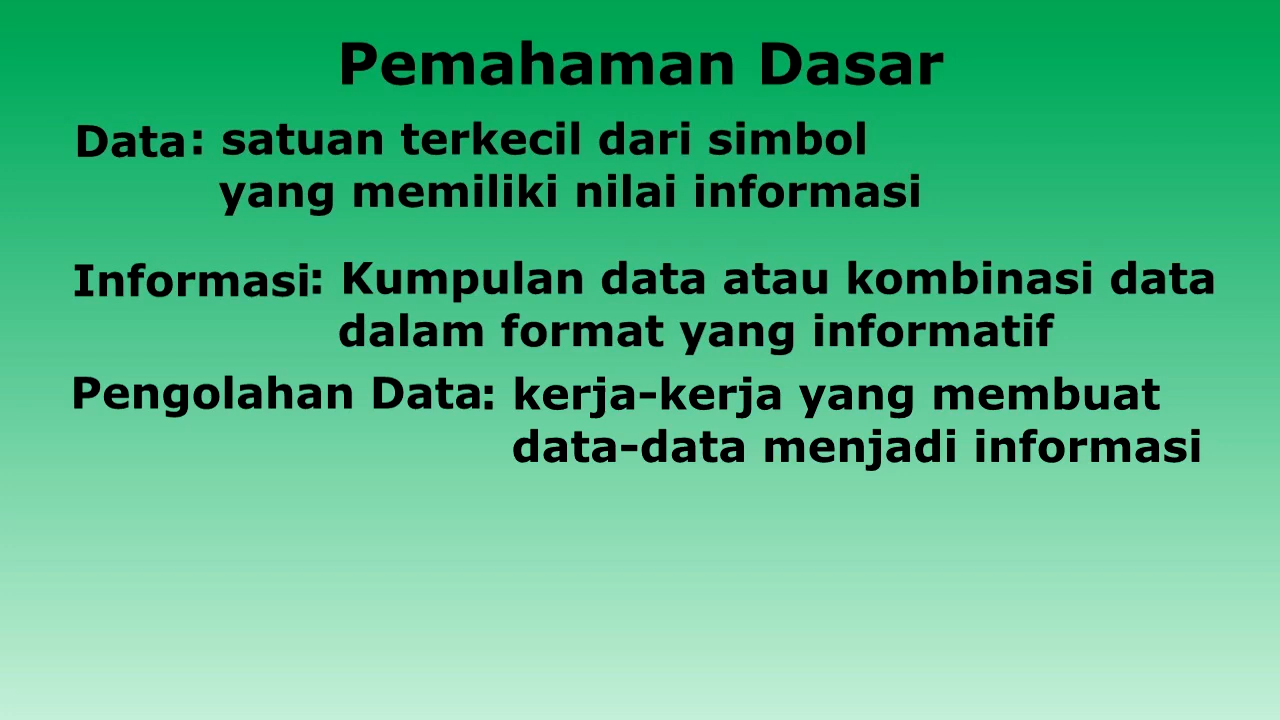 Pemahaman Dasar
Data: satuan terkecil dari simbol
yang memiliki nilai informasi
Informasi: Kumpulan data atau kombinasi data
dalam format yang informatif
Pengolahan Data: kerja-kerja yang membuat
data-data menjadi informasi